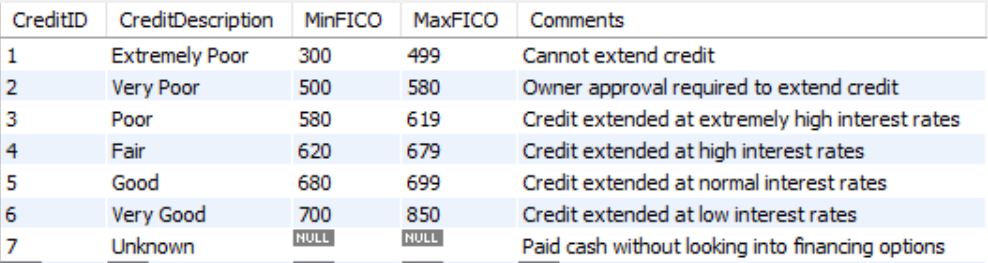 CreditID CreditDescription MinFICO MaxFICO Comments
1 Extremely Poor 300 499 Cannot extend credit
2 Very Poor 500 580 Owner approval required to extend credit
3 Poor 580 619 Credit extended at extremely high interest rates
4 Fair 620 679 Credit extended at high interest rates
5 Good 680 699 Credit extended at normal interest rates
6 Very Good 700 850 Credit extended at low interest rates
7 Unknown NULL NULL Paid cash without looking into financing options